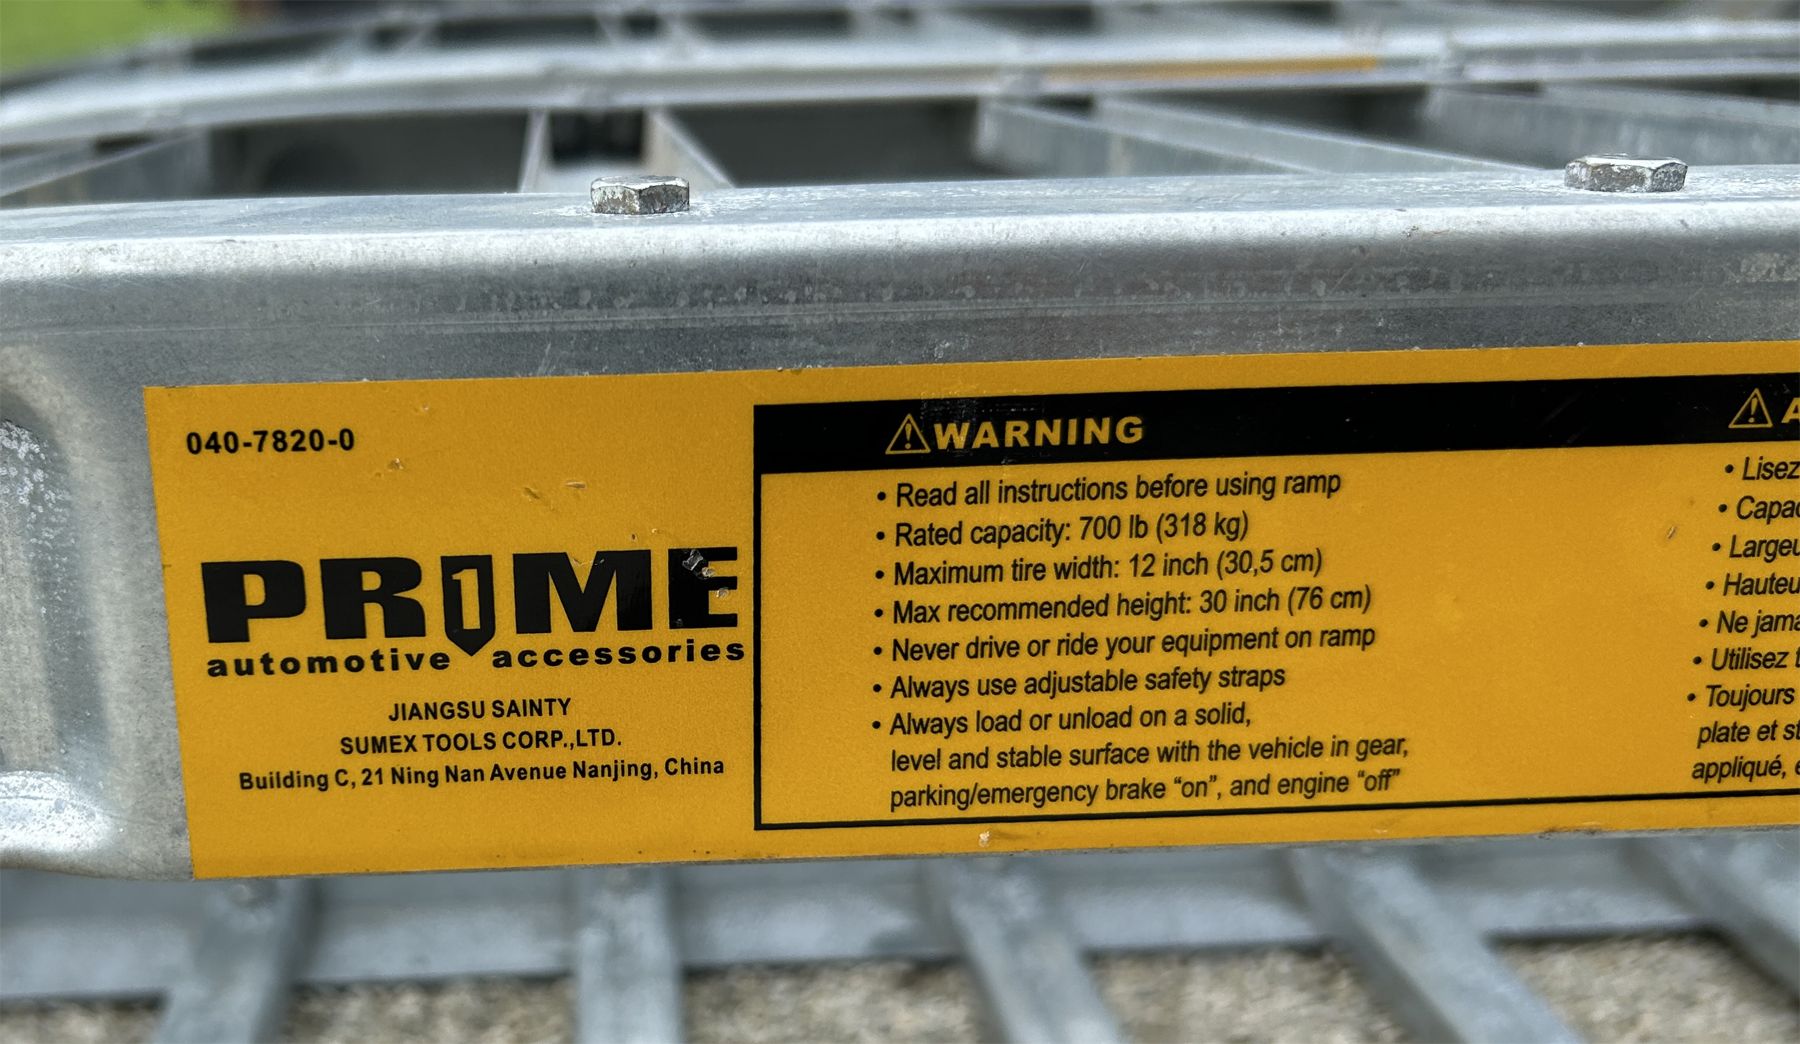 040-7820-0
PR1ME
automotive accessories
JIANGSU SAINTY
SUMEX TOOLS CORP.,LTD.
Building C, 21 Ning Nan Avenue Nanjing, China
WARNING
• Read all instructions before using ramp
• Rated capacity: 700 lb (318 kg)
• Maximum tire width: 12 inch (30,5 cm)
• Max recommended height: 30 inch (76 cm)
• Never drive or ride your equipment on ramp
• Always use adjustable safety straps
• Always load or unload on a solid,
level and stable surface with the vehicle in gear,
parking/emergency brake “on”, and engine “off”
• Lisez
•
•
•
• Ne
• Utilisez
• Toujours
plate et
appliqué,